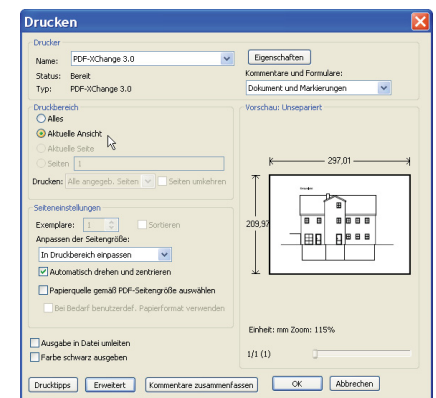 Drucken
Drucker
Name: PDF-XChange 3.0
Eigenschaften
Status: Bereit
Kommentare und Formulare:
Typ: PDF-XChange 3.0
Dokument und Markierungen
Druckbereich
Alles
Aktuelle Ansicht
Aktuelle Seite
Seiten 1
Drucken: Alle angegeb. Seiten Seiten umkehren
Seiteneinstellungen
Exemplare: 1 Sortieren
Anpassen der Seitengröße:
In Druckbereich einpassen
Automatisch drehen und zentrieren
Papierquelle gemäß PDF-Seitengröße auswählen
Bei Bedarf benutzerdef. Papierformat verwenden
Ausgabe in Datei umleiten
Farbe schwarz ausgeben
Vorschau: Unsepariert
297,01
209,97
Einheit: mm Zoom: 115%
1/1 (1)
Drucktipps Erweitert Kommentare zusammenfassen OK Abbrechen